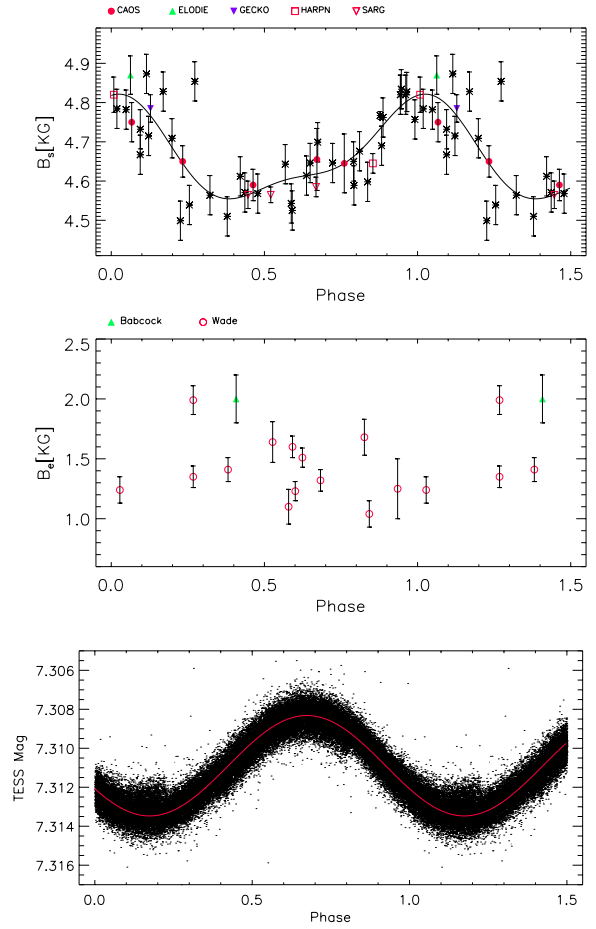 CAOS ELODIE GECKO HARPN SARG
4.9
4.8
4.7
4.6
4.5
B_s[KG]
0.0 0.5 1.0 1.5
Phase
Babcock Wade
2.5
2.0
1.5
1.0
B_e[KG]
0.0 0.5 1.0 1.5
Phase
7.306
7.308
7.310
7.312
7.314
7.316
TESS Mag
0.0 0.5 1.0 1.5
Phase